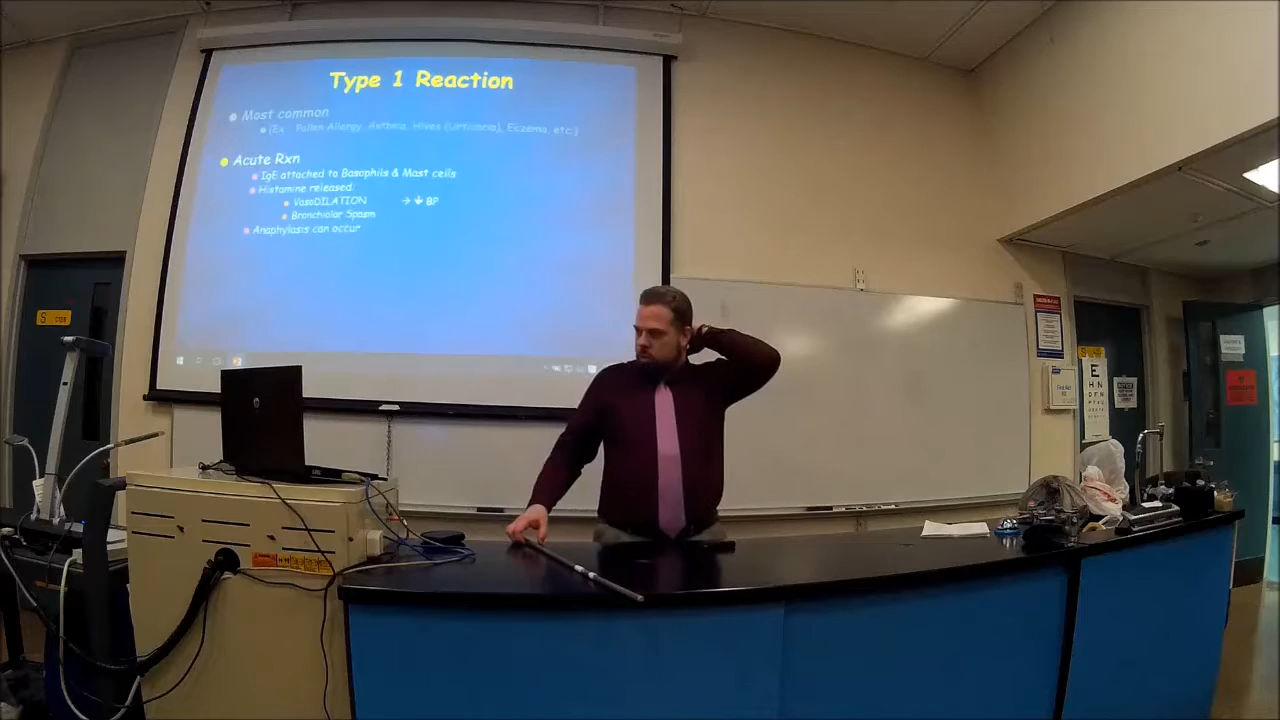 Type 1 Reaction
Most common
(Ex. Pollen Allergy, Asthma, Hives (Urticaria), Eczema, etc.)
Acute Rxn
IgE attached to Basophils & Mast cells
Histamine released
VasoDILATION → ↓ BP
Bronchiolar Spasm
Anaphylasis can occur
S
E
H N
D F N